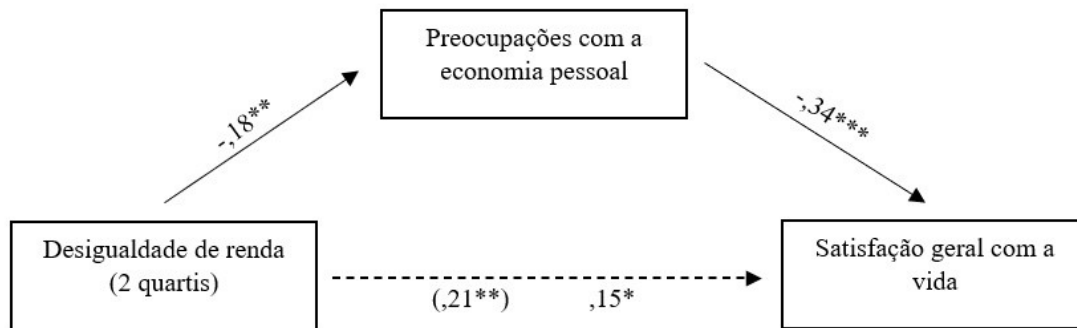 Preocupações com a
economia pessoal
-,18**
-,34***
Desigualdade de renda
(2 quartis)
Satisfação geral com a
vida
(,21**) ,15*